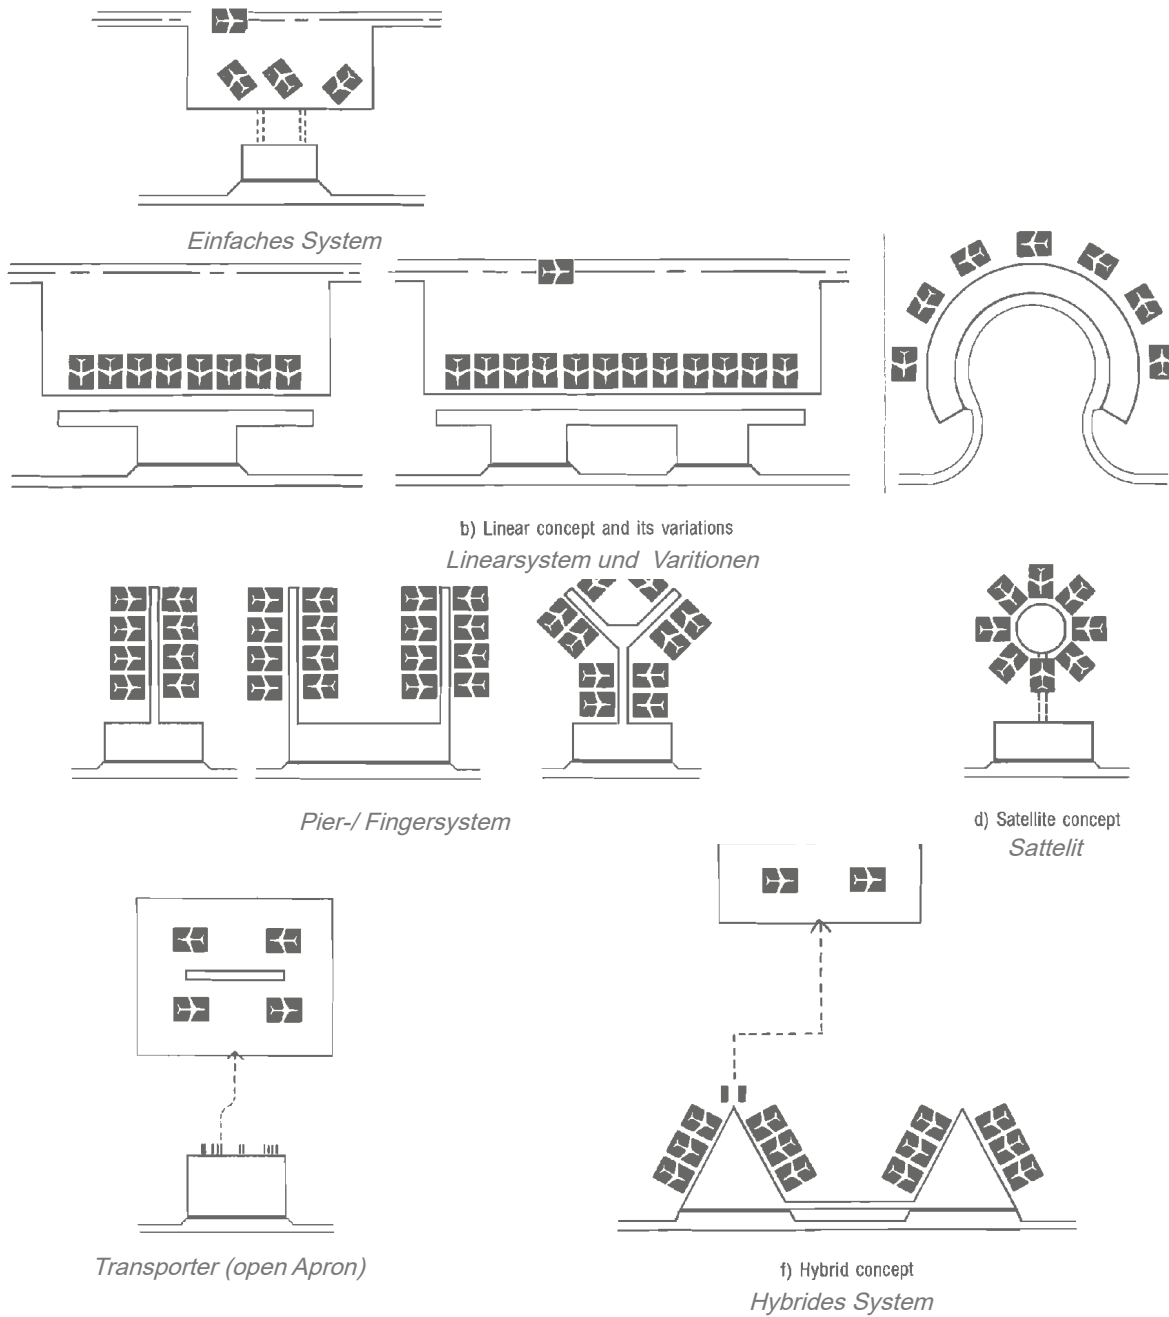 Einfaches System
b) Linear concept and its variations
Linearsystem und Varitionen
Pier-/ Fingersystem
d) Satellite concept
Sattelit
Transporter (open Apron)
f) Hybrid concept
Hybrides System